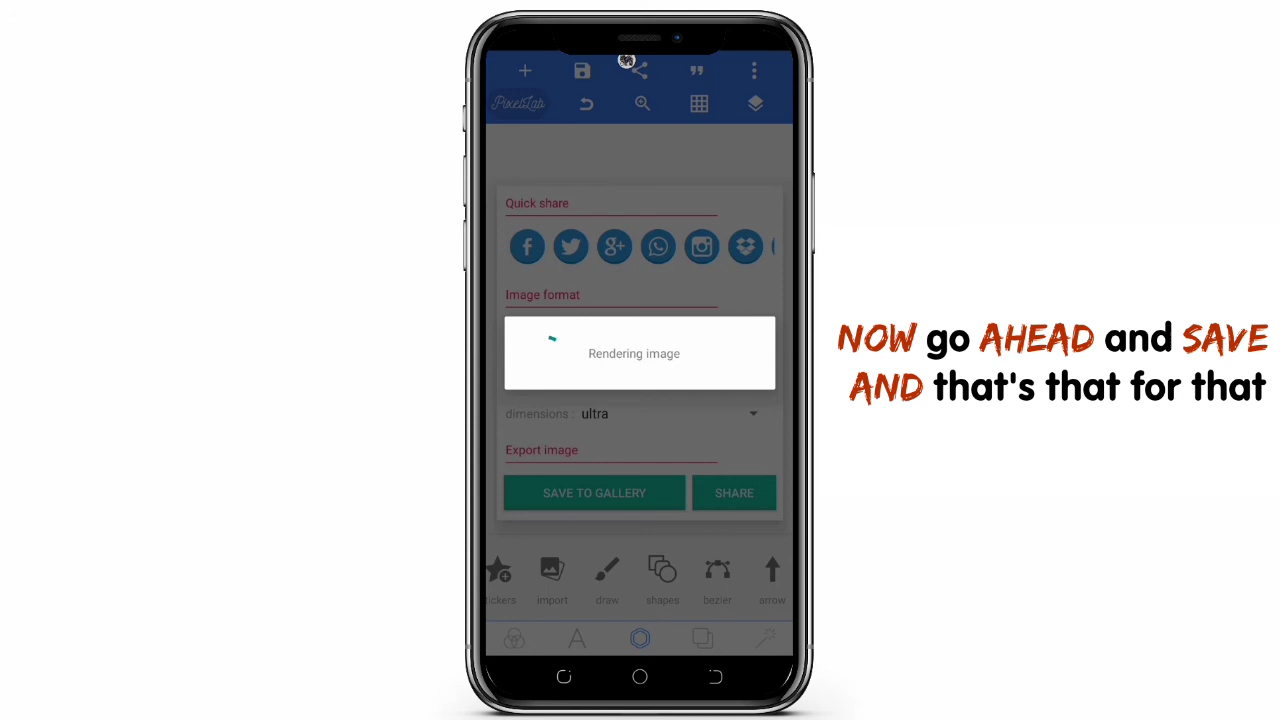 PixelLab
Quick share
Image format
Rendering image
dimensions : ultra
Export image
SAVE TO GALLERY
SHARE
tickers
import
draw
shapes
bezier
arrow
NOW go AHEAD and SAVE
AND that's that for that